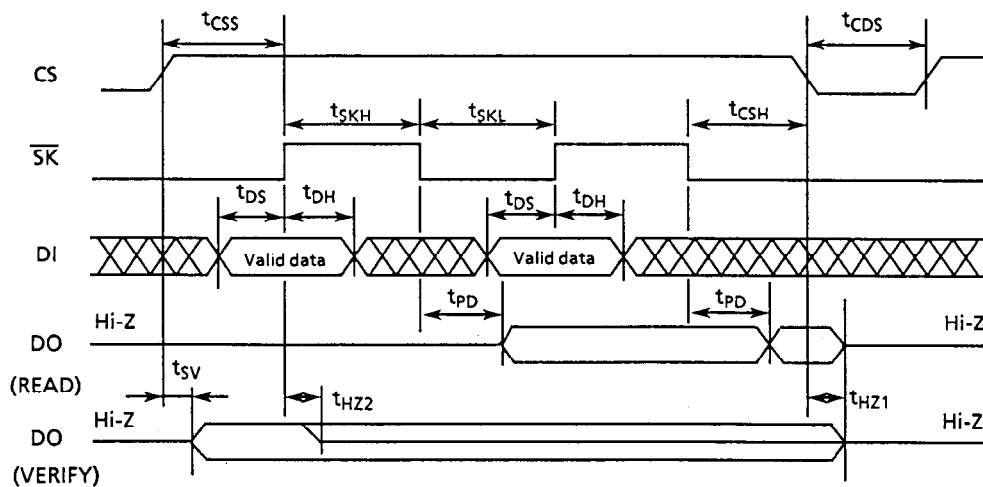 tCSS
tCDS
CS
tSKH
tSKL
tCSH
SK
tDS
tDH
tDS
tDH
DI
Valid data
Valid data
tPD
tPD
Hi-Z
Hi-Z
DO
(READ)
tSV
tHZ2
tHZ1
Hi-Z
Hi-Z
DO
(VERIFY)